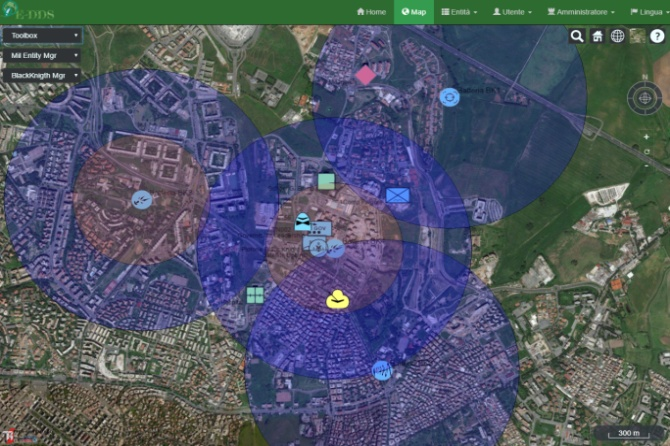 E-DDS
Home
Map
Entità
Utente
Amministratore
Lingua
Toolbox
Mil Entity Mgr
BlackKnigth Mgr
?
N
300 m